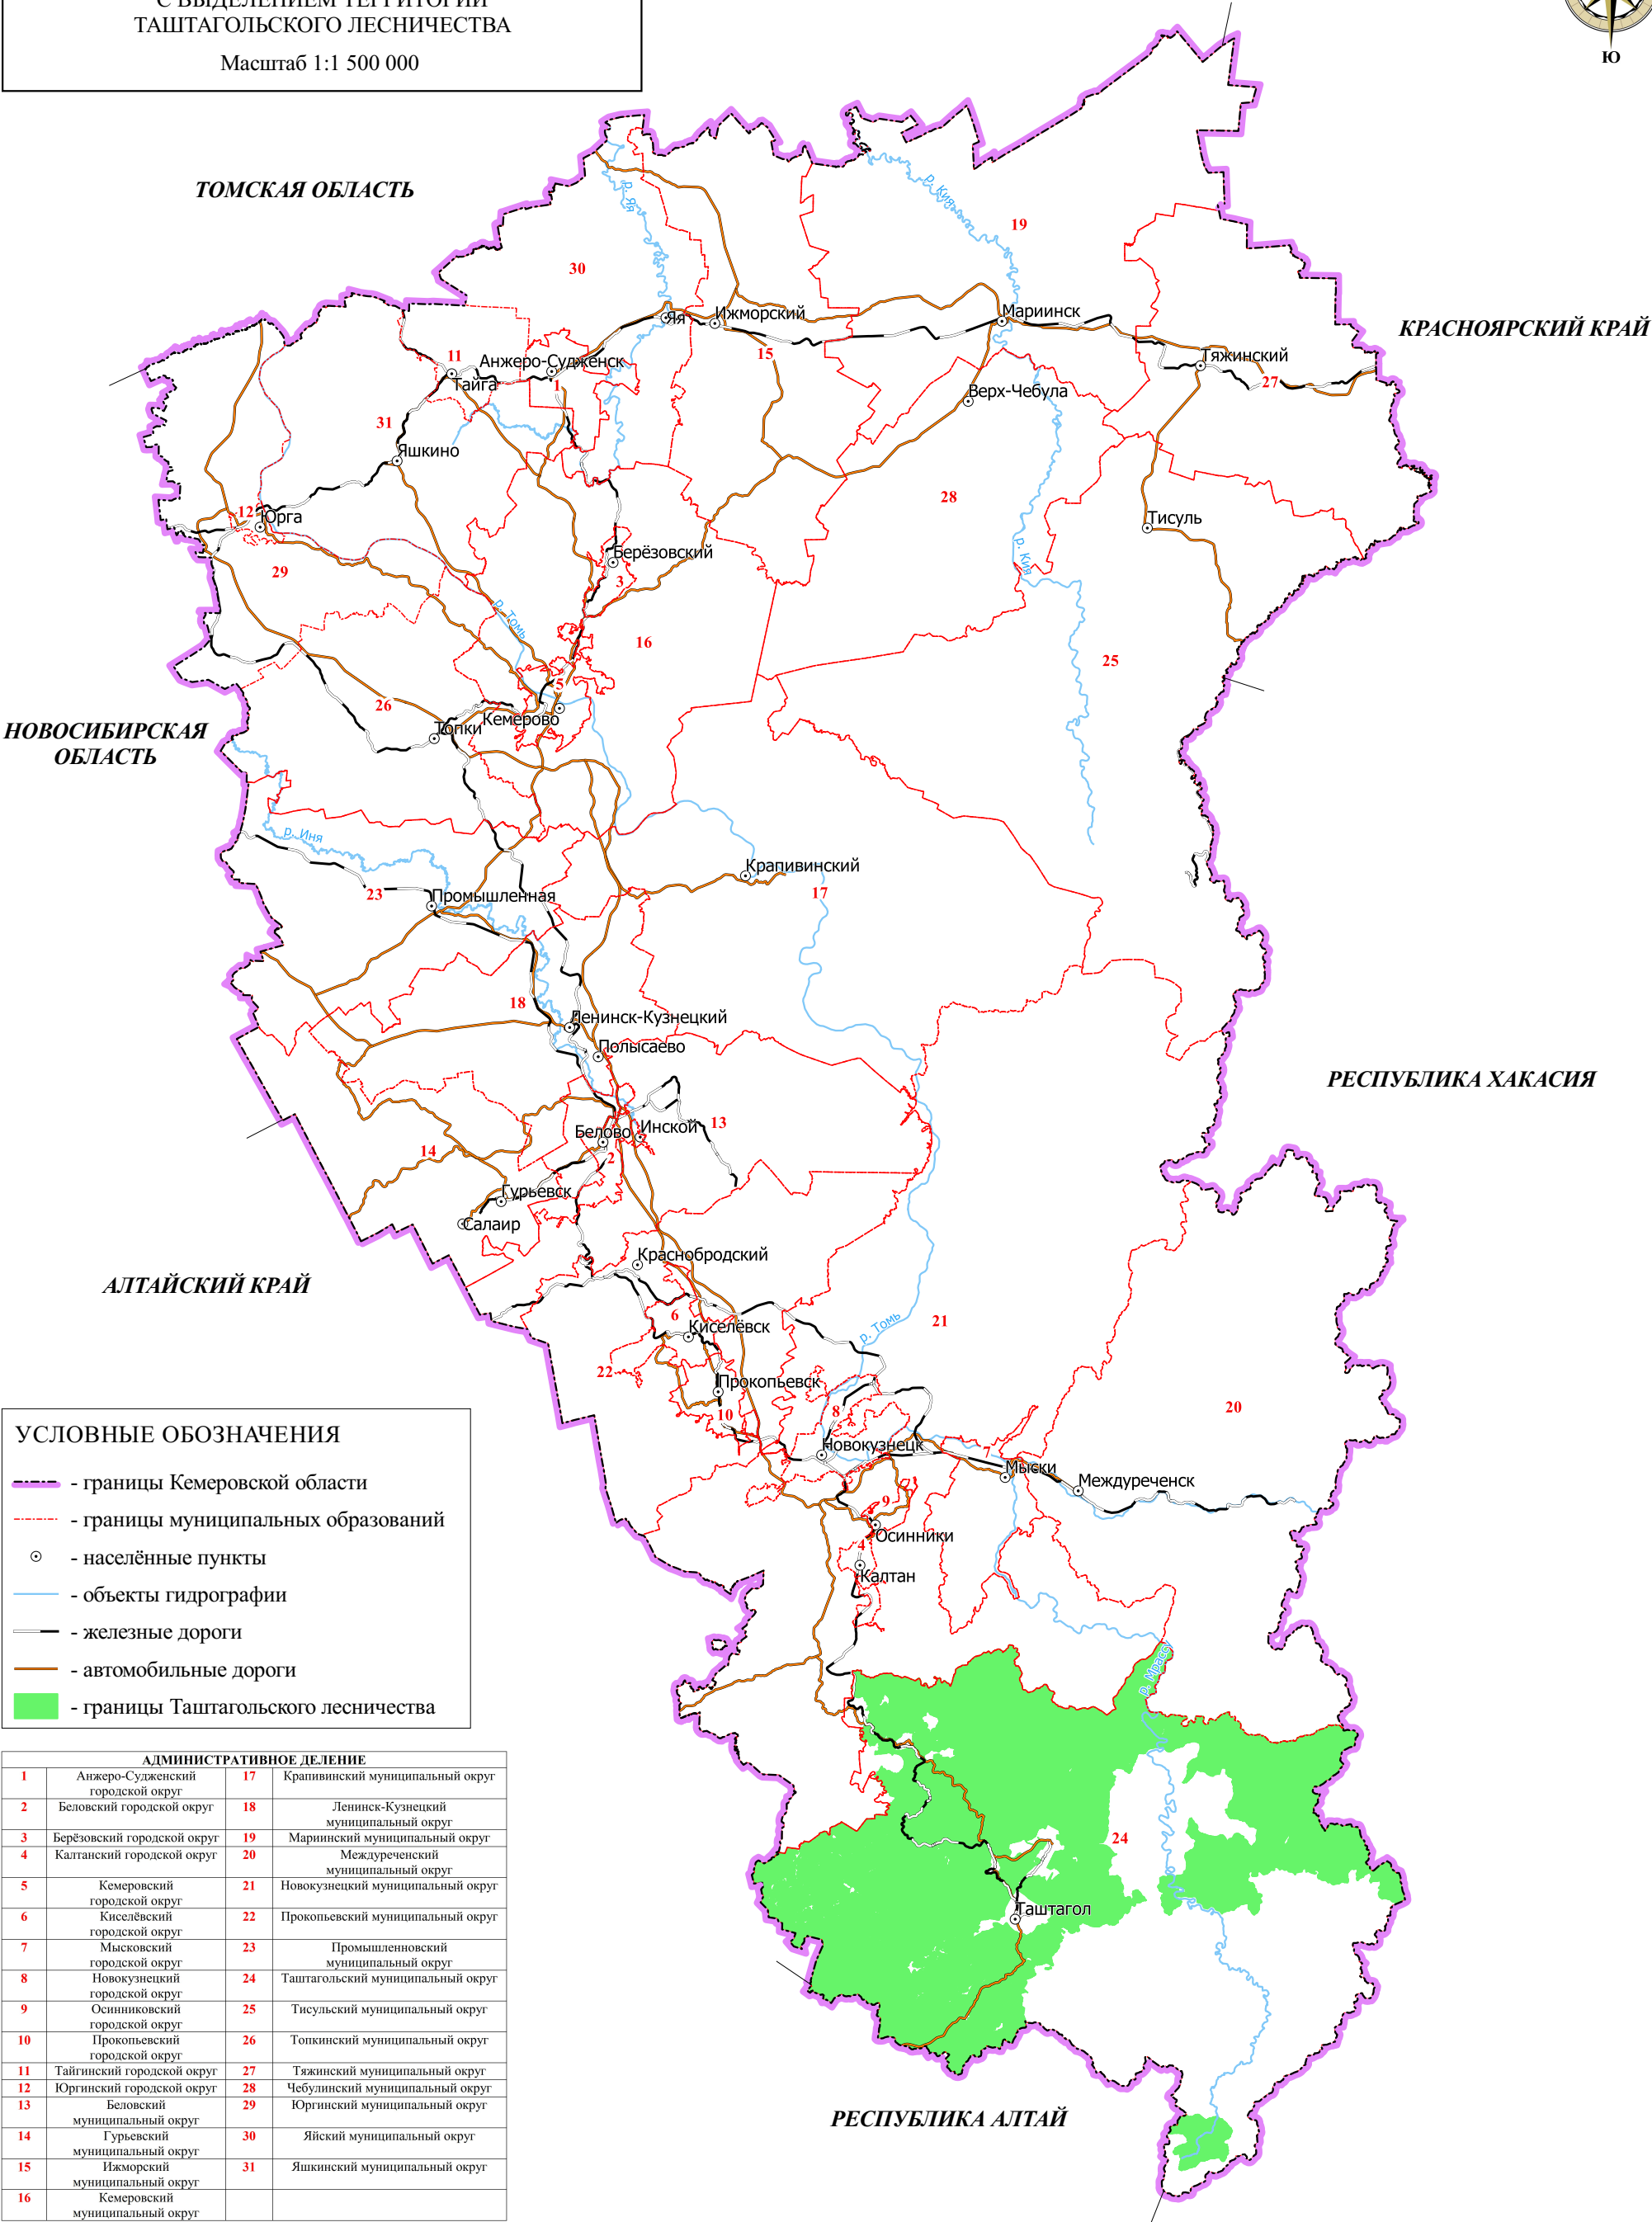 С ВЫДЕЛЕНИЕМ ТЕРРИТОРИИ
ТАШТАГОЛЬСКОГО ЛЕСНИЧЕСТВА
Масштаб 1:1 500 000
Ю
ТОМСКАЯ ОБЛАСТЬ
р. Яя
р. Кия
19
30
Яя
Ижморский
Мариинск
КРАСНОЯРСКИЙ КРАЙ
11
Анжеро-Судженск
15
Тяжинский
Тайга
1
27
Верх-Чебула
31
Яшкино
28
12
Юрга
Тисуль
Берёзовский
р. Кия
29
3
р. Томь
16
25
5
26
Кемерово
Топки
НОВОСИБИРСКАЯ
ОБЛАСТЬ
р. Иня
Крапивинский
23
Промышленная
17
18
Ленинск-Кузнецкий
Полысаево
РЕСПУБЛИКА ХАКАСИЯ
13
Белово
Инской
14
2
Гурьевск
Салаир
Краснобродский
АЛТАЙСКИЙ КРАЙ
6
Киселёвск
р. Томь
21
22
Прокопьевск
10
8
20
Новокузнецк
Мыски
Междуреченск
9
Осинники
4
Калтан
р. Мрассу
24
Таштагол
РЕСПУБЛИКА АЛТАЙ
УСЛОВНЫЕ ОБОЗНАЧЕНИЯ
- границы Кемеровской области
- границы муниципальных образований
- населённые пункты
- объекты гидрографии
- железные дороги
- автомобильные дороги
- границы Таштагольского лесничества
АДМИНИСТРАТИВНОЕ ДЕЛЕНИЕ
1 Анжеро-Судженский 17 Крапивинский муниципальный округ
городской округ
2 Беловский городской округ 18 Ленинск-Кузнецкий
муниципальный округ
3 Берёзовский городской округ 19 Мариинский муниципальный округ
4 Калтанский городской округ 20 Междуреченский
муниципальный округ
5 Кемеровский 21 Новокузнецкий муниципальный округ
городской округ
6 Киселёвский 22 Прокопьевский муниципальный округ
городской округ
7 Мысковский 23 Промышленновский
городской округ муниципальный округ
8 Новокузнецкий 24 Таштагольский муниципальный округ
городской округ
9 Осинниковский 25 Тисульский муниципальный округ
городской округ
10 Прокопьевский 26 Топкинский муниципальный округ
городской округ
11 Тайгинский городской округ 27 Тяжинский муниципальный округ
12 Юргинский городской округ 28 Чебулинский муниципальный округ
13 Беловский 29 Юргинский муниципальный округ
муниципальный округ
14 Гурьевский 30 Яйский муниципальный округ
муниципальный округ
15 Ижморский 31 Яшкинский муниципальный округ
муниципальный округ
16 Кемеровский
муниципальный округ